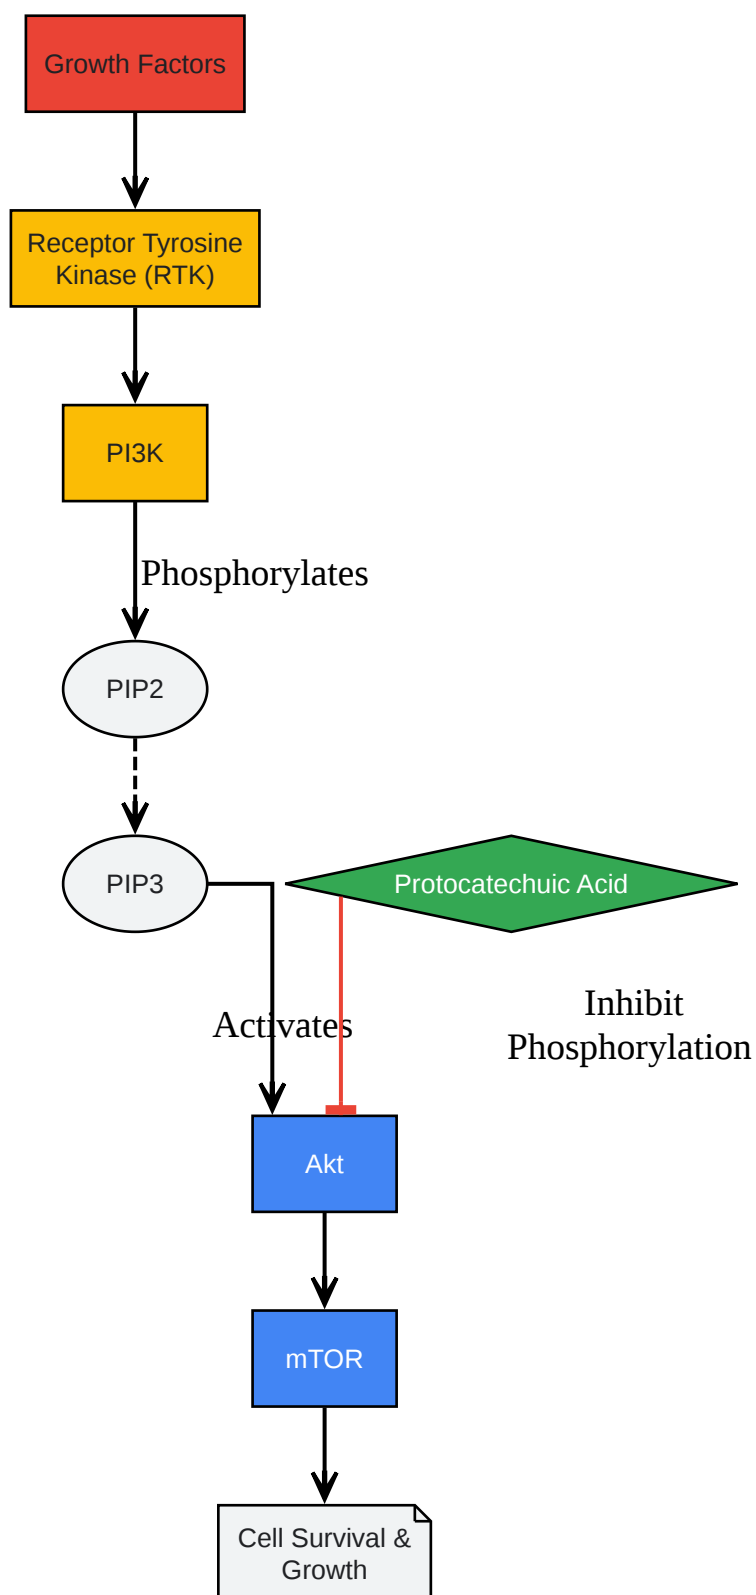 Growth Factors
Receptor Tyrosine
Kinase (RTK)
PI3K
Phosphorylates
PIP2
PIP3
Protocatechuic Acid
Activates
Inhibit
Phosphorylation
Akt
mTOR
Cell Survival &
Growth